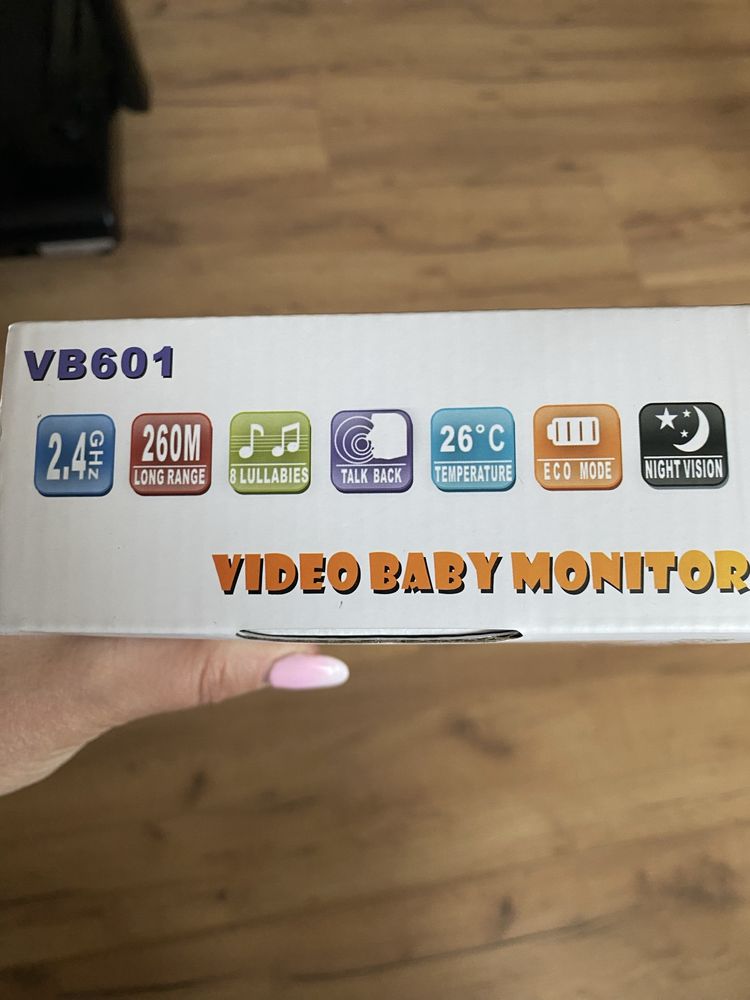 VB601
2.4 GHZ
260M
LONG RANGE
8 LULLABIES
TALK BACK
26°C
TEMPERATURE
ECO MODE
NIGHT VISION
VIDEO BABY MONITOR